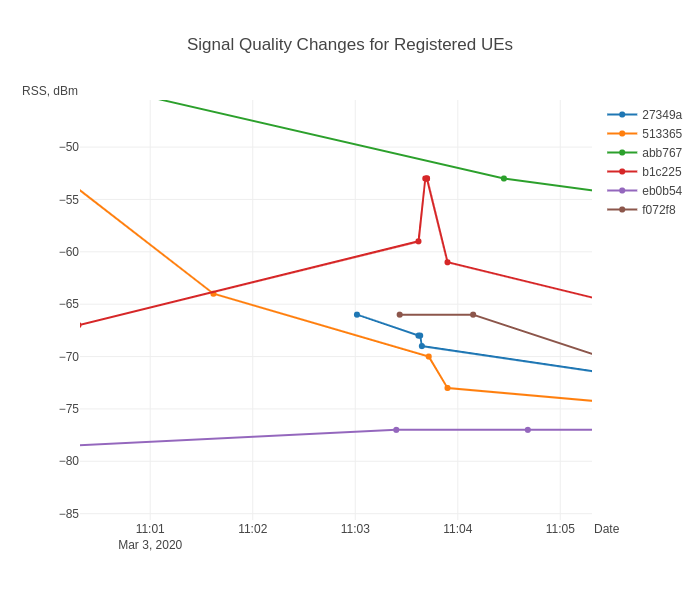 Signal Quality Changes for Registered UEs
RSS, dBm
27349a
513365
abb767
b1c225
eb0b54
f072f8
−50
−55
−60
−65
−70
−75
−80
−85
11:01
11:02
11:03
11:04
11:05
Date
Mar 3, 2020